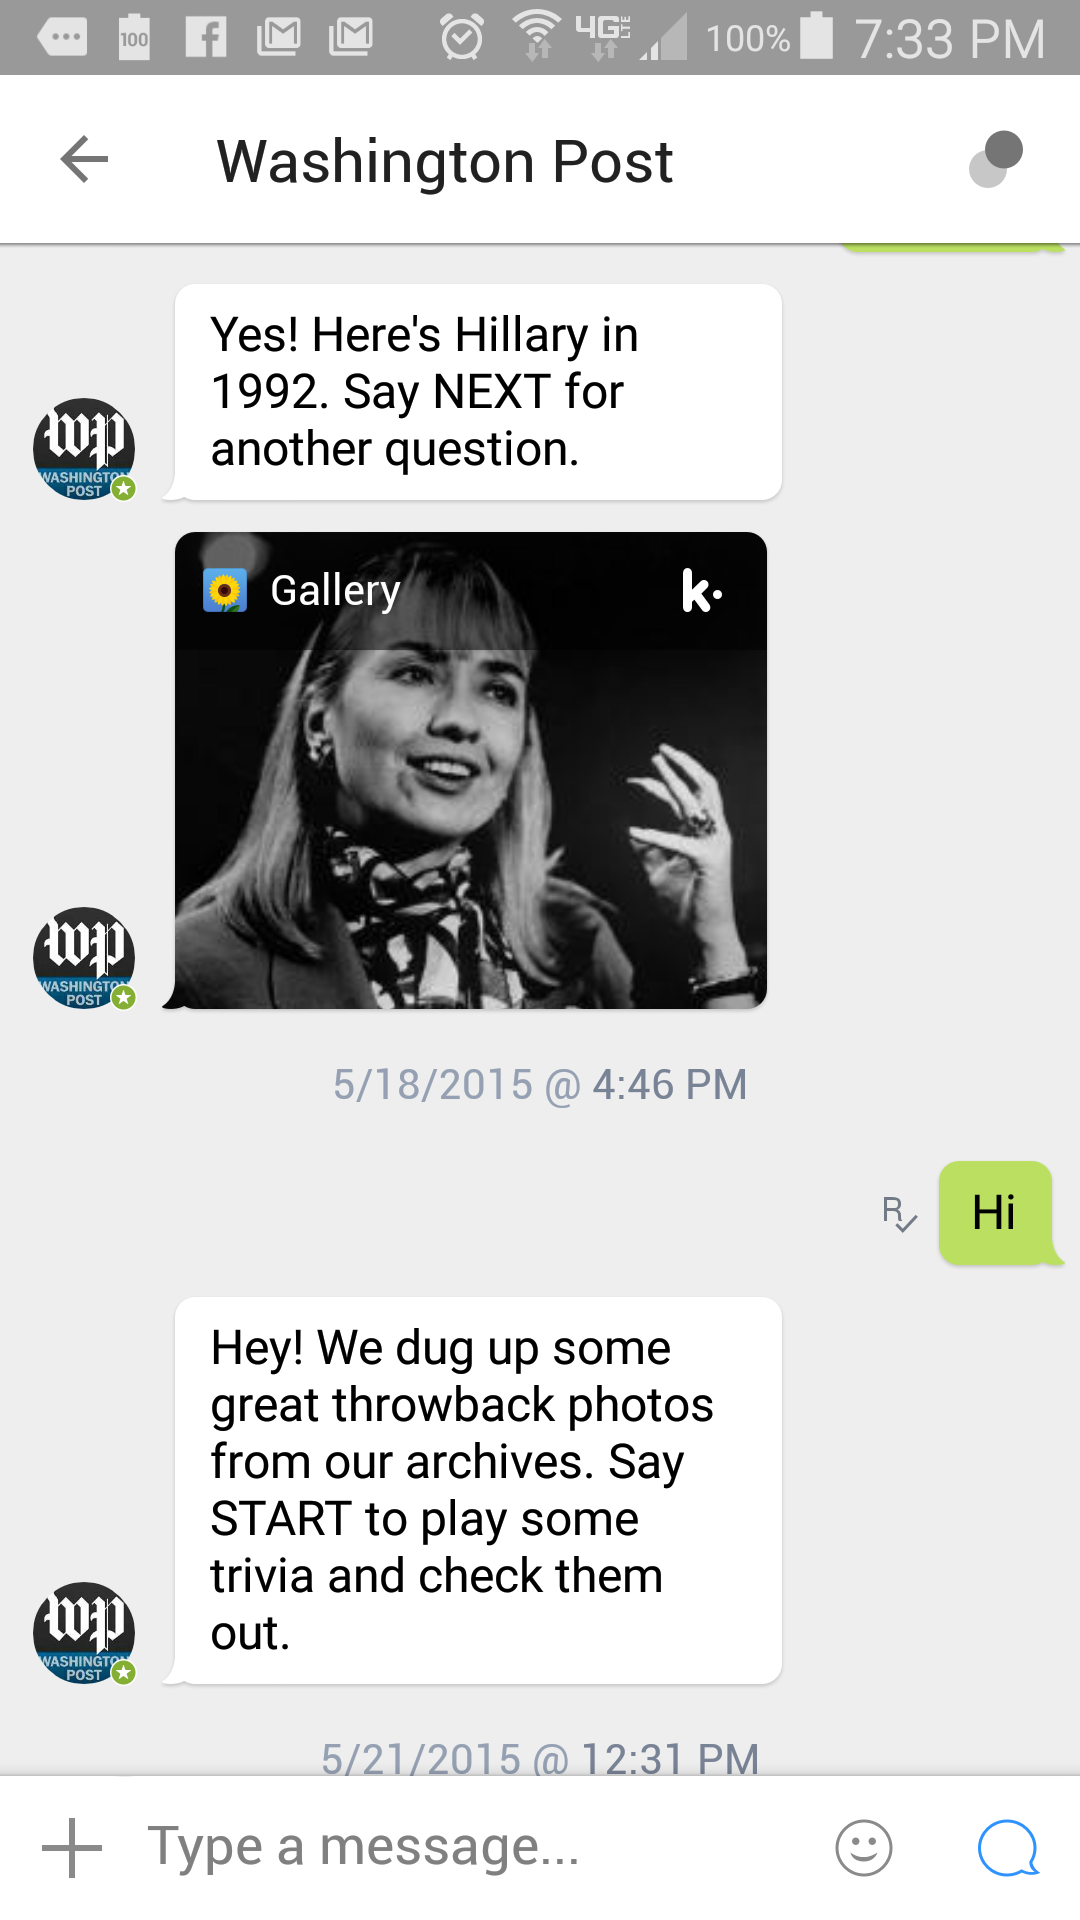 100 4G LTE 100% 7:33 PM
Washington Post
Yes! Here's Hillary in
1992. Say NEXT for
another question.
wp
WASHINGTON
POST
Gallery k.
wp
WASHINGTON
POST
5/18/2015 @ 4:46 PM
R Hi
Hey! We dug up some
great throwback photos
from our archives. Say
START to play some
trivia and check them
out.
wp
WASHINGTON
POST
5/21/2015 @ 12:31 PM
Type a message...